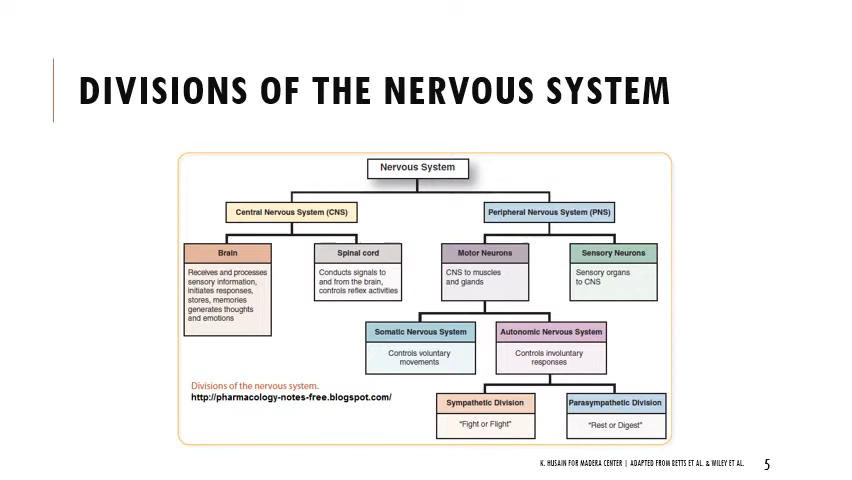 DIVISIONS OF THE NERVOUS SYSTEM
Nervous System
Central Nervous System (CNS)
Peripheral Nervous System (PNS)
Brain
Receives and processes
sensory information,
initiates responses,
stores, memories
generates thoughts
and emotions
Spinal cord
Conducts signals to
and from the brain,
controls reflex activities
Motor Neurons
CNS to muscles
and glands
Sensory Neurons
Sensory organs
to CNS
Somatic Nervous System
Controls voluntary
movements
Autonomic Nervous System
Controls involuntary
responses
Sympathetic Division
"Fight or Flight"
Parasympathetic Division
"Rest or Digest"
Divisions of the nervous system.
http://pharmacology-notes-free.blogspot.com/
K. HUSAIN FOR MADERA CENTER | ADAPTED FROM BETTS ET AL. & WILEY ET AL.
5